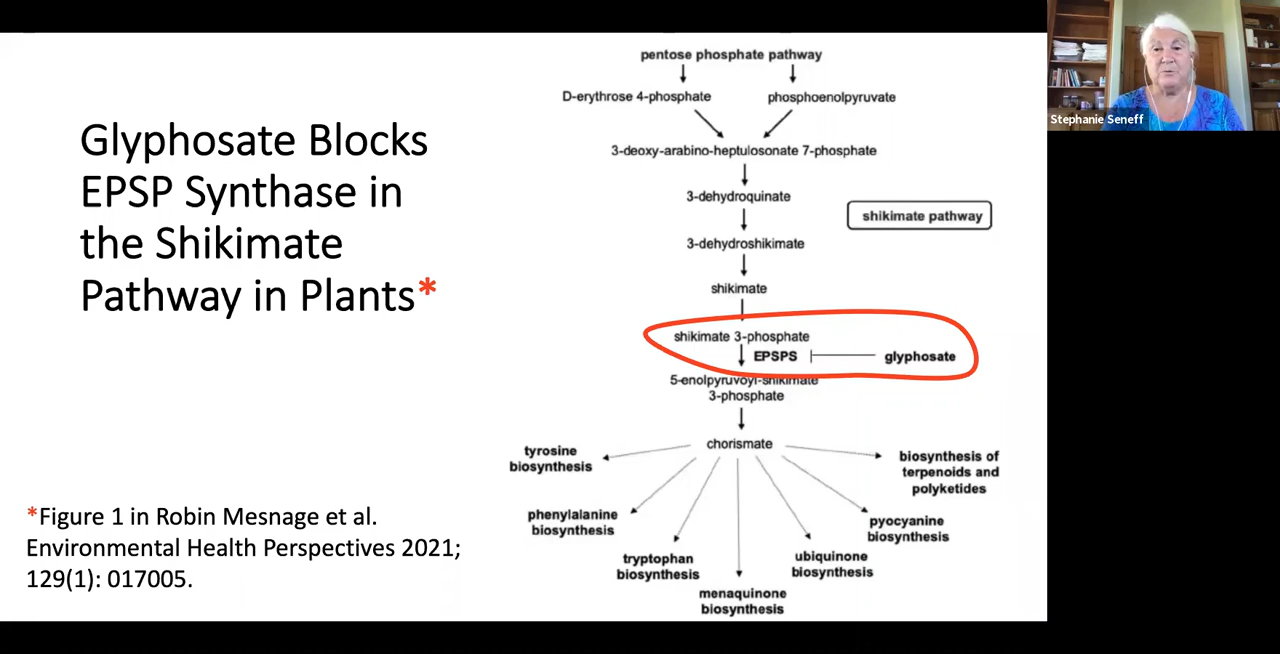 Glyphosate Blocks
EPSP Synthase in
the Shikimate
Pathway in Plants*
*Figure 1 in Robin Mesnage et al.
Environmental Health Perspectives 2021;
129(1): 017005.
pentose phosphate pathway
D-erythrose 4-phosphate
phosphoenolpyruvate
3-deoxy-arabino-heptulosonate 7-phosphate
3-dehydroquinate
shikimate pathway
3-dehydroshikimate
shikimate
shikimate 3-phosphate
EPSPS
glyphosate
5-enolpyruvoyl-shikimate
3-phosphate
chorismate
tyrosine
biosynthesis
phenylalanine
biosynthesis
tryptophan
biosynthesis
menaquinone
biosynthesis
ubiquinone
biosynthesis
pyocyanine
biosynthesis
biosynthesis of
terpenoids and
polyketides
Stephanie Seneff